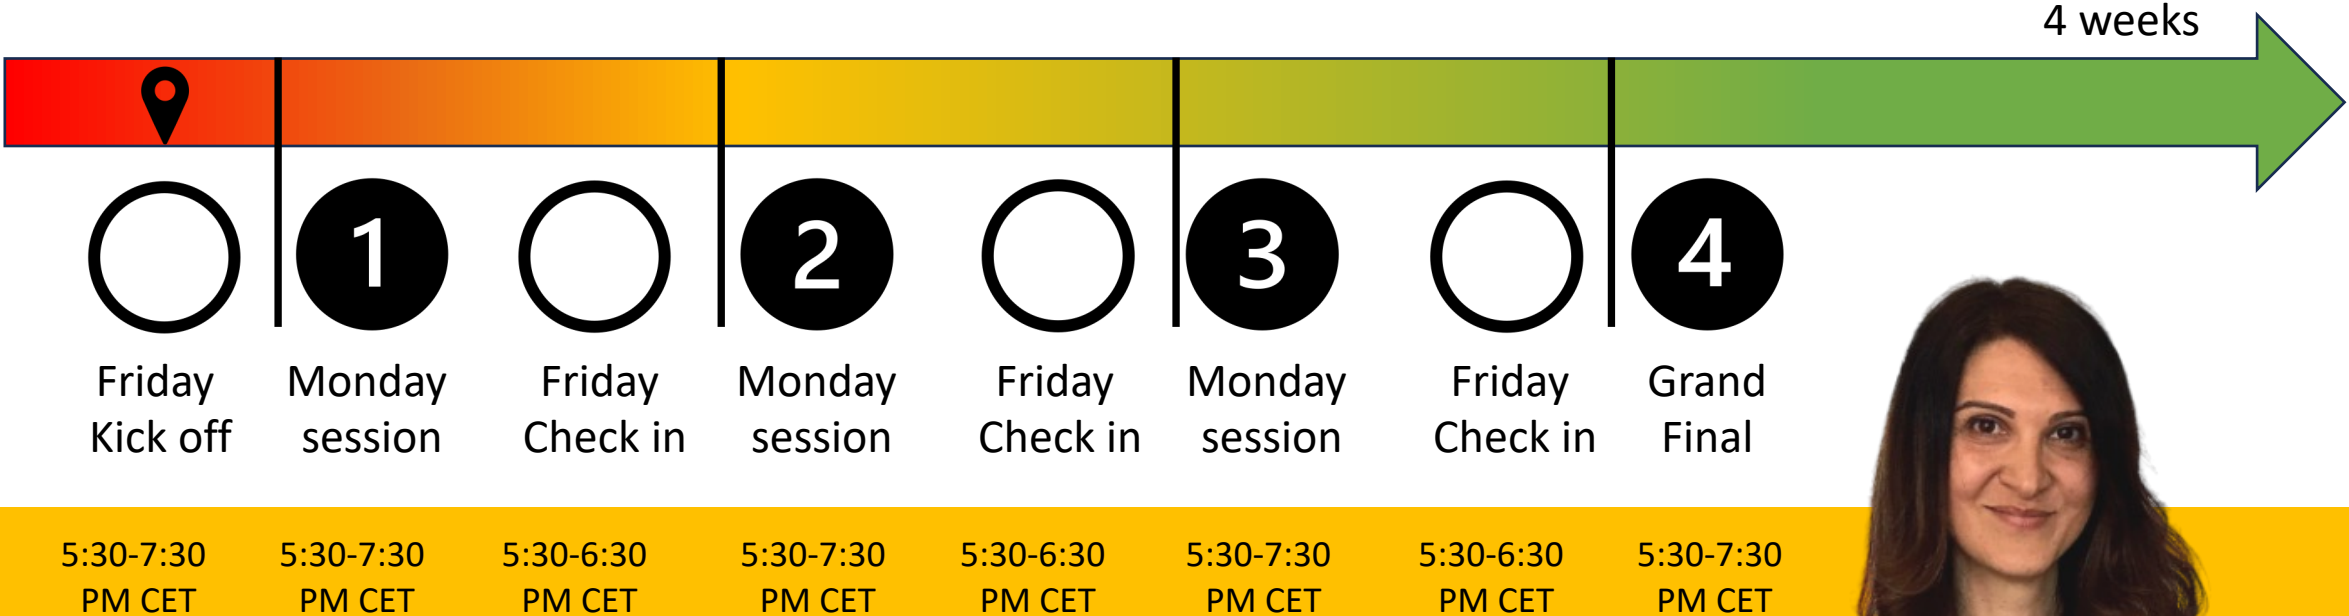 4 weeks
1
2
3
4
Friday
Kick off
Monday
session
Friday
Check in
Monday
session
Friday
Check in
Monday
session
Friday
Check in
Grand
Final
5:30-7:30
PM CET
5:30-7:30
PM CET
5:30-6:30
PM CET
5:30-7:30
PM CET
5:30-6:30
PM CET
5:30-7:30
PM CET
5:30-6:30
PM CET
5:30-7:30
PM CET